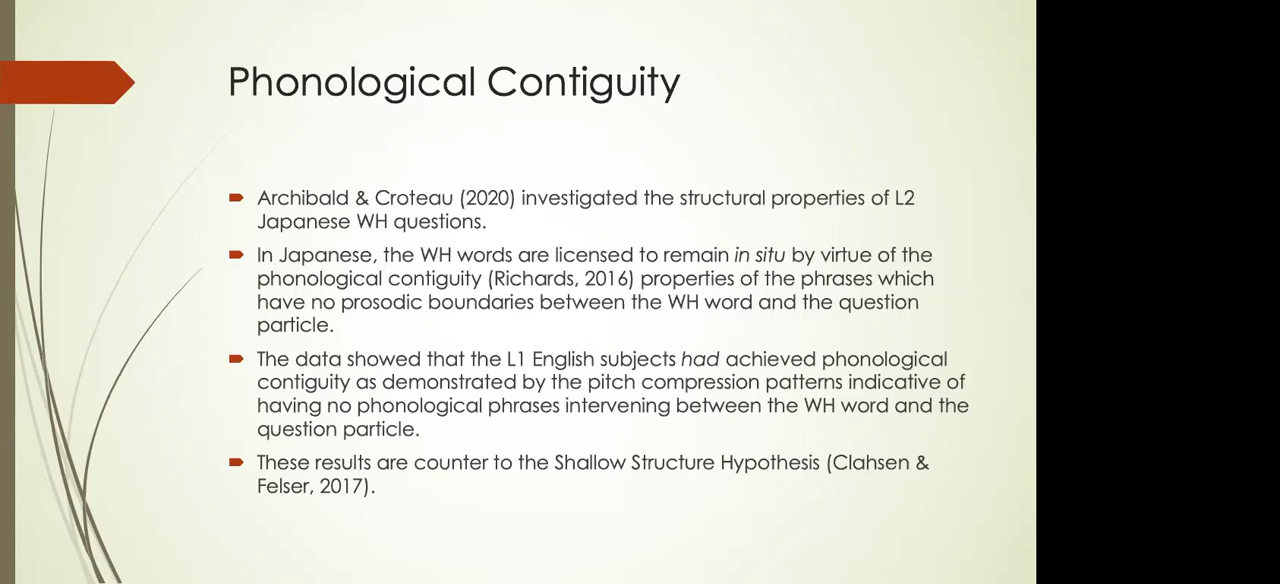 Phonological Contiguity
Archibald & Croteau (2020) investigated the structural properties of L2
Japanese WH questions.
In Japanese, the WH words are licensed to remain in situ by virtue of the
phonological contiguity (Richards, 2016) properties of the phrases which
have no prosodic boundaries between the WH word and the question
particle.
The data showed that the L1 English subjects had achieved phonological
contiguity as demonstrated by the pitch compression patterns indicative of
having no phonological phrases intervening between the WH word and the
question particle.
These results are counter to the Shallow Structure Hypothesis (Clahsen &
Felser, 2017).